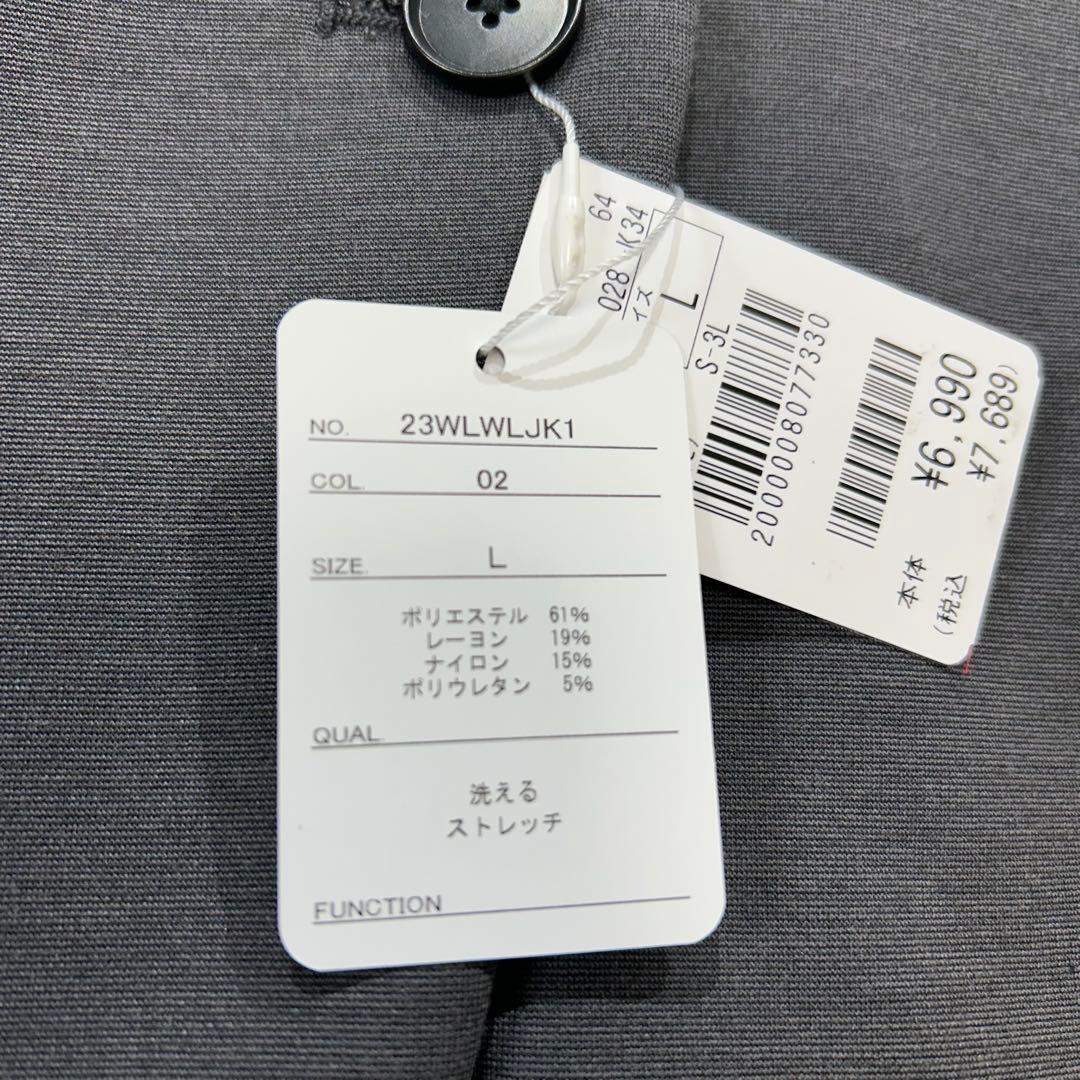 NO. 23WLWLJK1
COL. 02
SIZE. L
ポリエステル 61%
レーヨン 19%
ナイロン 15%
ポリウレタン 5%
QUAL.
洗える
ストレッチ
FUNCTION
64
028 K34
イズ
L
S-3L
2000000807330
本体 ¥6,990
(税込 ¥7,689)